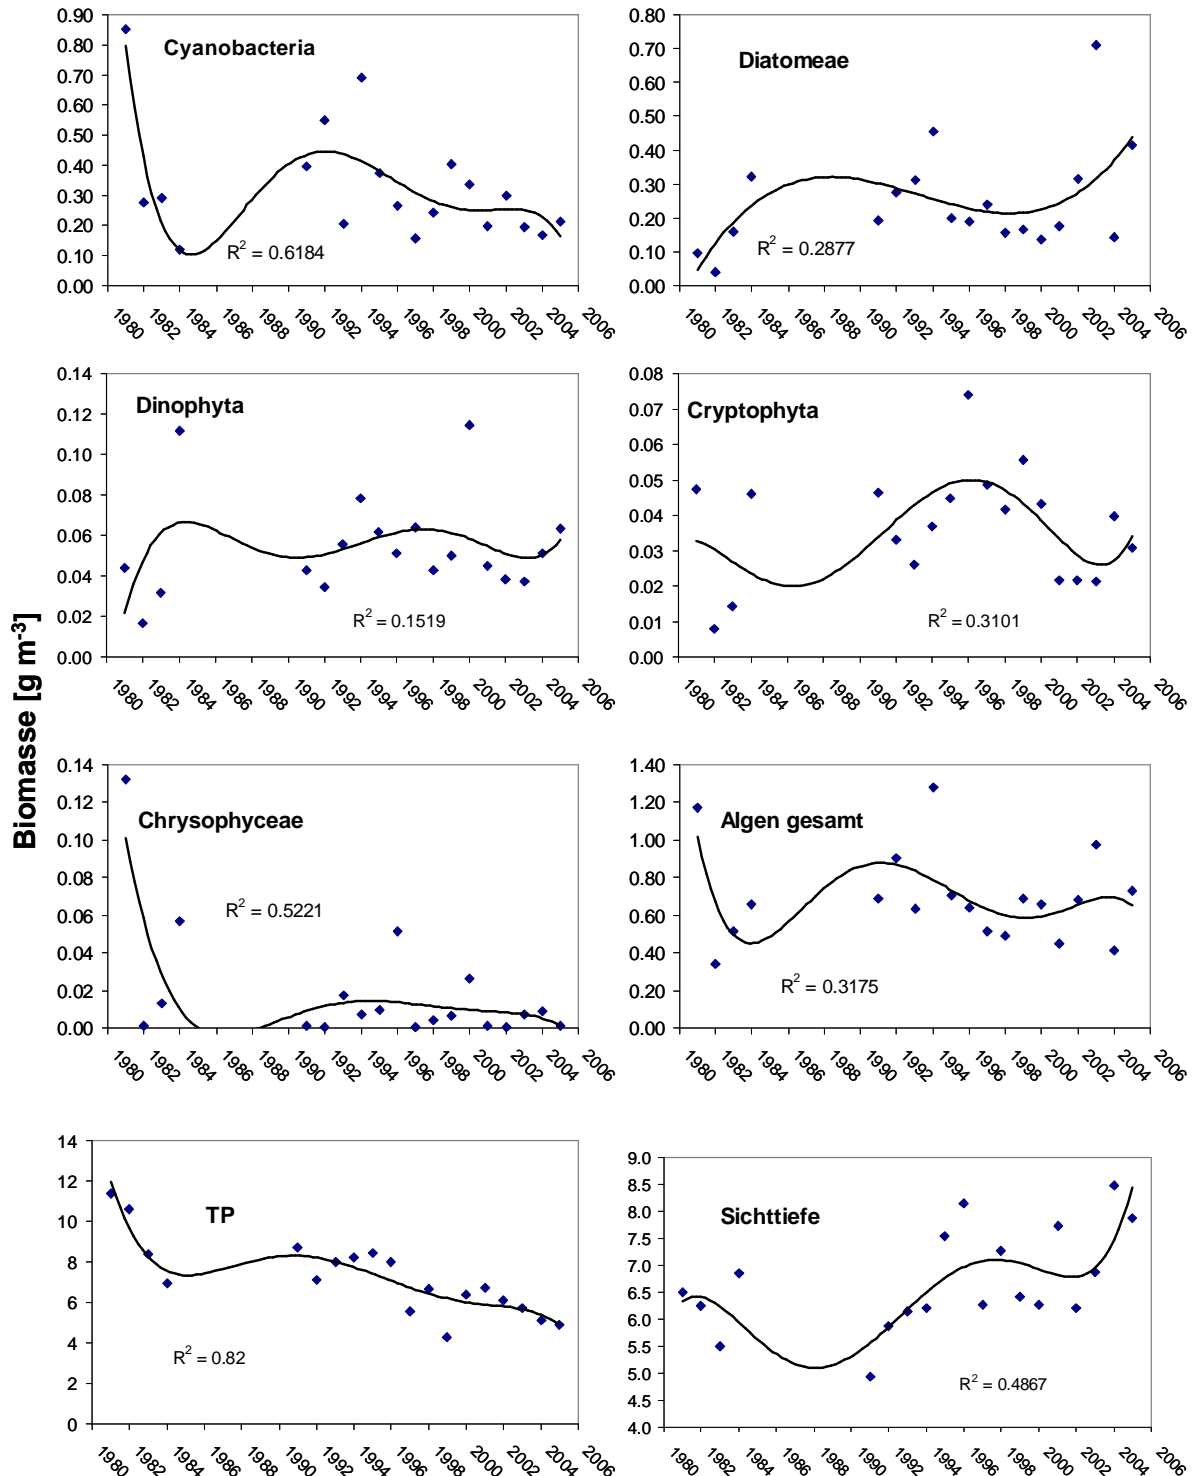 Biomasse [g m-3]
0.90
0.80
0.70
0.60
0.50
0.40
0.30
0.20
0.10
0.00
Cyanobacteria
R2 = 0.6184
1980 1982 1984 1986 1988 1990 1992 1994 1996 1998 2000 2002 2004 2006
0.80
0.70
0.60
0.50
0.40
0.30
0.20
0.10
0.00
Diatomeae
R2 = 0.2877
1980 1982 1984 1986 1988 1990 1992 1994 1996 1998 2000 2002 2004 2006
0.14
0.12
0.10
0.08
0.06
0.04
0.02
0.00
Dinophyta
R2 = 0.1519
1980 1982 1984 1986 1988 1990 1992 1994 1996 1998 2000 2002 2004 2006
0.08
0.07
0.06
0.05
0.04
0.03
0.02
0.01
0.00
Cryptophyta
R2 = 0.3101
1980 1982 1984 1986 1988 1990 1992 1994 1996 1998 2000 2002 2004 2006
0.14
0.12
0.10
0.08
0.06
0.04
0.02
0.00
Chrysophyceae
R2 = 0.5221
1980 1982 1984 1986 1988 1990 1992 1994 1996 1998 2000 2002 2004 2006
1.40
1.20
1.00
0.80
0.60
0.40
0.20
0.00
Algen gesamt
R2 = 0.3175
1980 1982 1984 1986 1988 1990 1992 1994 1996 1998 2000 2002 2004 2006
14
12
10
8
6
4
2
0
TP
R2 = 0.82
1980 1982 1984 1986 1988 1990 1992 1994 1996 1998 2000 2002 2004 2006
9.0
8.5
8.0
7.5
7.0
6.5
6.0
5.5
5.0
4.5
4.0
Sichttiefe
R2 = 0.4867
1980 1982 1984 1986 1988 1990 1992 1994 1996 1998 2000 2002 2004 2006